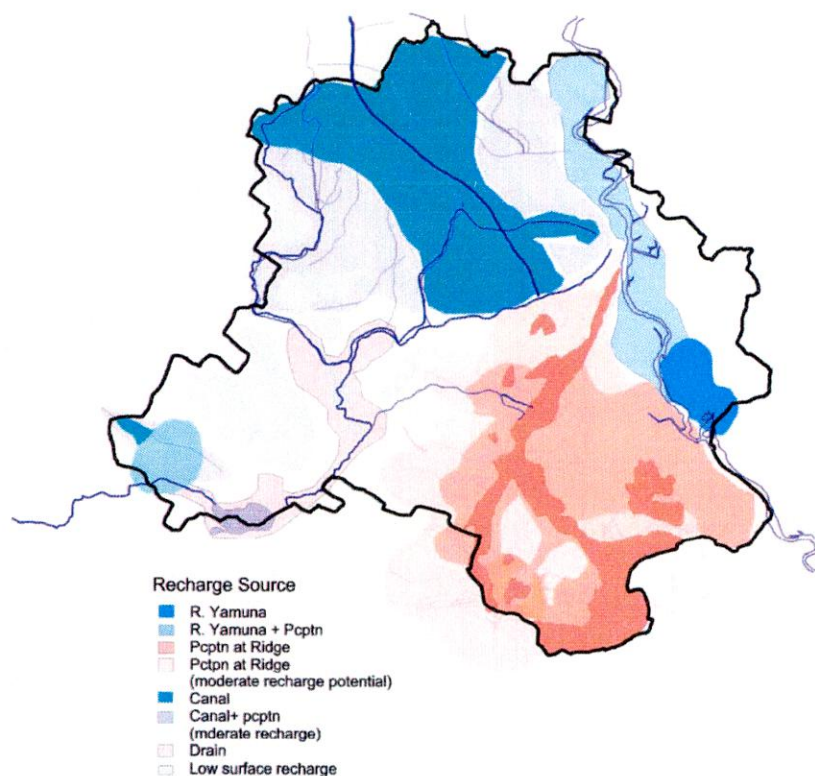 Recharge Source
R. Yamuna
R. Yamuna + Pcptn
Pcptn at Ridge
Pctpn at Ridge
(moderate recharge potential)
Canal
Canal+ pcptn
(mderate recharge)
Drain
Low surface recharge